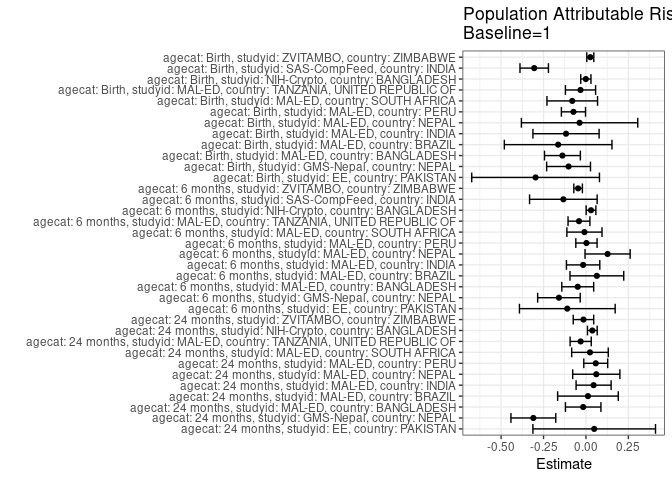 Population Attributable Ris
Baseline=1
agecat: Birth, studyid: ZVITAMBO, country: ZIMBABWE
agecat: Birth, studyid: SAS-CompFeed, country: INDIA
agecat: Birth, studyid: NIH-Crypto, country: BANGLADESH
agecat: Birth, studyid: MAL-ED, country: TANZANIA, UNITED REPUBLIC OF
agecat: Birth, studyid: MAL-ED, country: SOUTH AFRICA
agecat: Birth, studyid: MAL-ED, country: PERU
agecat: Birth, studyid: MAL-ED, country: NEPAL
agecat: Birth, studyid: MAL-ED, country: INDIA
agecat: Birth, studyid: MAL-ED, country: BRAZIL
agecat: Birth, studyid: MAL-ED, country: BANGLADESH
agecat: Birth, studyid: GMS-Nepal, country: NEPAL
agecat: Birth, studyid: EE, country: PAKISTAN
agecat: 6 months, studyid: ZVITAMBO, country: ZIMBABWE
agecat: 6 months, studyid: SAS-CompFeed, country: INDIA
agecat: 6 months, studyid: NIH-Crypto, country: BANGLADESH
agecat: 6 months, studyid: MAL-ED, country: TANZANIA, UNITED REPUBLIC OF
agecat: 6 months, studyid: MAL-ED, country: SOUTH AFRICA
agecat: 6 months, studyid: MAL-ED, country: PERU
agecat: 6 months, studyid: MAL-ED, country: NEPAL
agecat: 6 months, studyid: MAL-ED, country: INDIA
agecat: 6 months, studyid: MAL-ED, country: BRAZIL
agecat: 6 months, studyid: MAL-ED, country: BANGLADESH
agecat: 6 months, studyid: GMS-Nepal, country: NEPAL
agecat: 6 months, studyid: EE, country: PAKISTAN
agecat: 24 months, studyid: ZVITAMBO, country: ZIMBABWE
agecat: 24 months, studyid: NIH-Crypto, country: BANGLADESH
agecat: 24 months, studyid: MAL-ED, country: TANZANIA, UNITED REPUBLIC OF
agecat: 24 months, studyid: MAL-ED, country: SOUTH AFRICA
agecat: 24 months, studyid: MAL-ED, country: PERU
agecat: 24 months, studyid: MAL-ED, country: NEPAL
agecat: 24 months, studyid: MAL-ED, country: INDIA
agecat: 24 months, studyid: MAL-ED, country: BRAZIL
agecat: 24 months, studyid: MAL-ED, country: BANGLADESH
agecat: 24 months, studyid: GMS-Nepal, country: NEPAL
agecat: 24 months, studyid: EE, country: PAKISTAN
-0.50 -0.25 0.00 0.25
Estimate